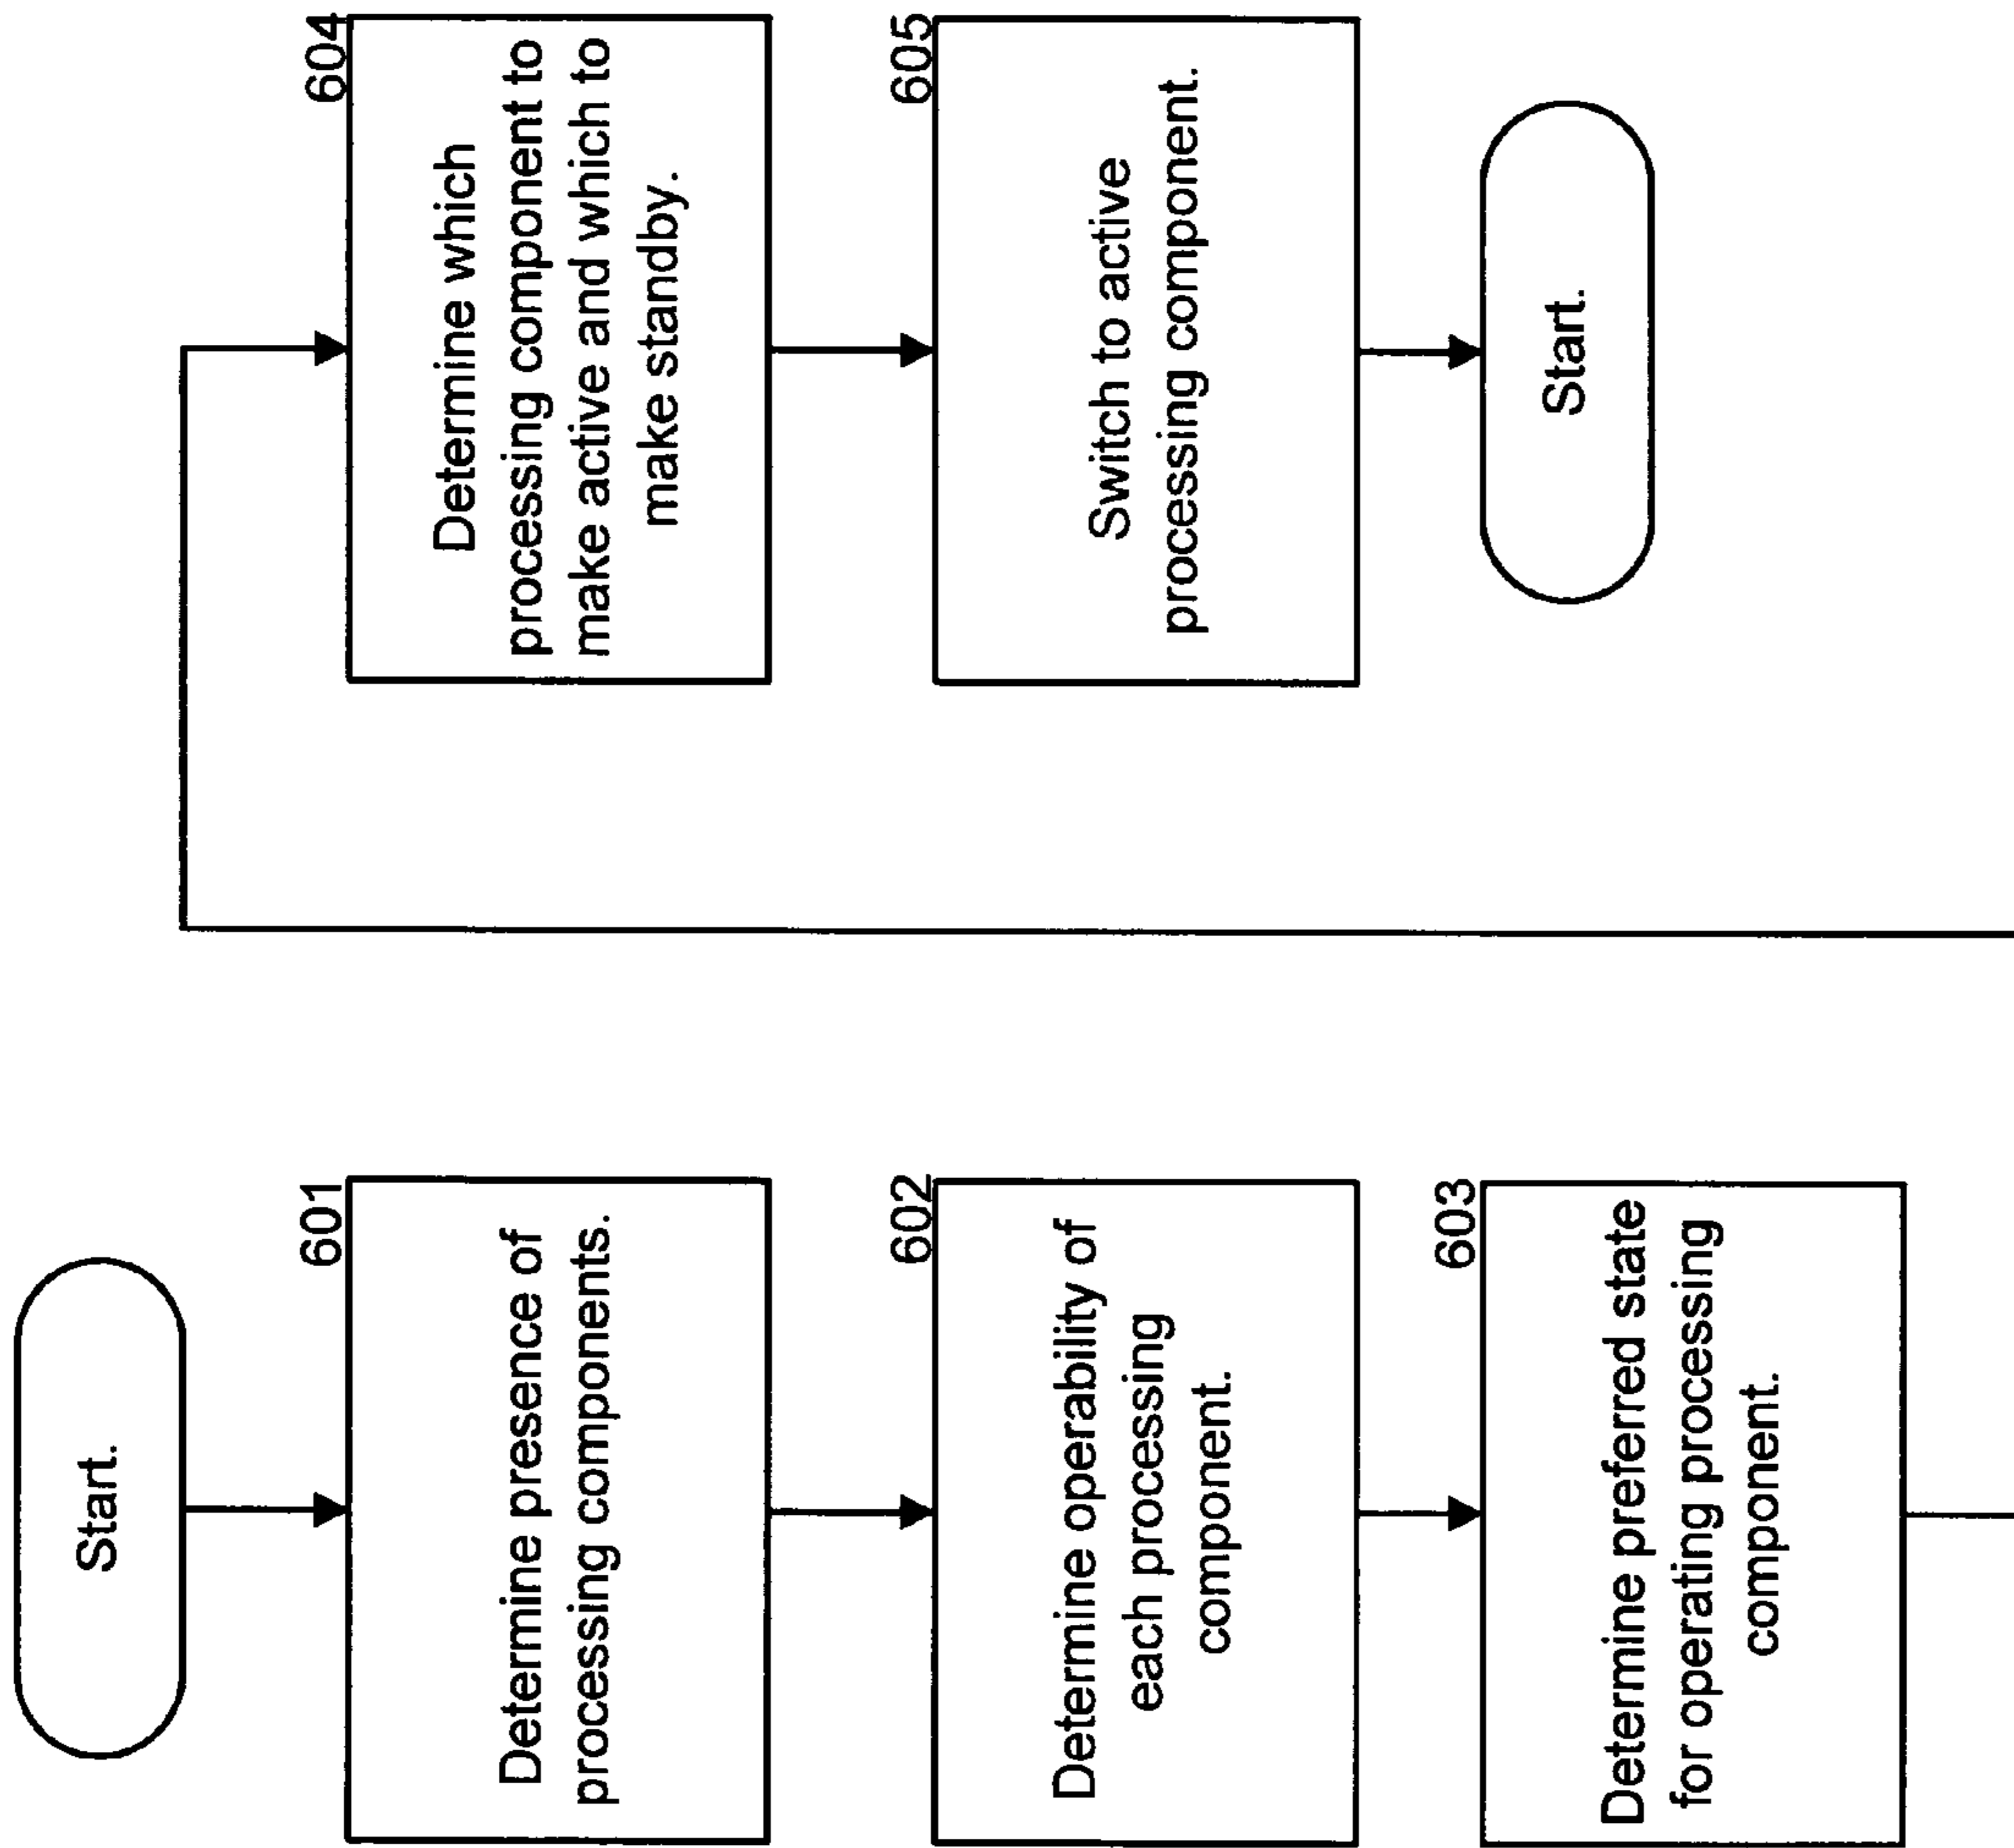 Start.
601
Determine presence of
processing components.
602
Determine operability of
each processing
component.
603
Determine preferred state
for operating processing
component.
604
Determine which
processing component to
make active and which to
make standby.
605
Switch to active
processing component.
Start.